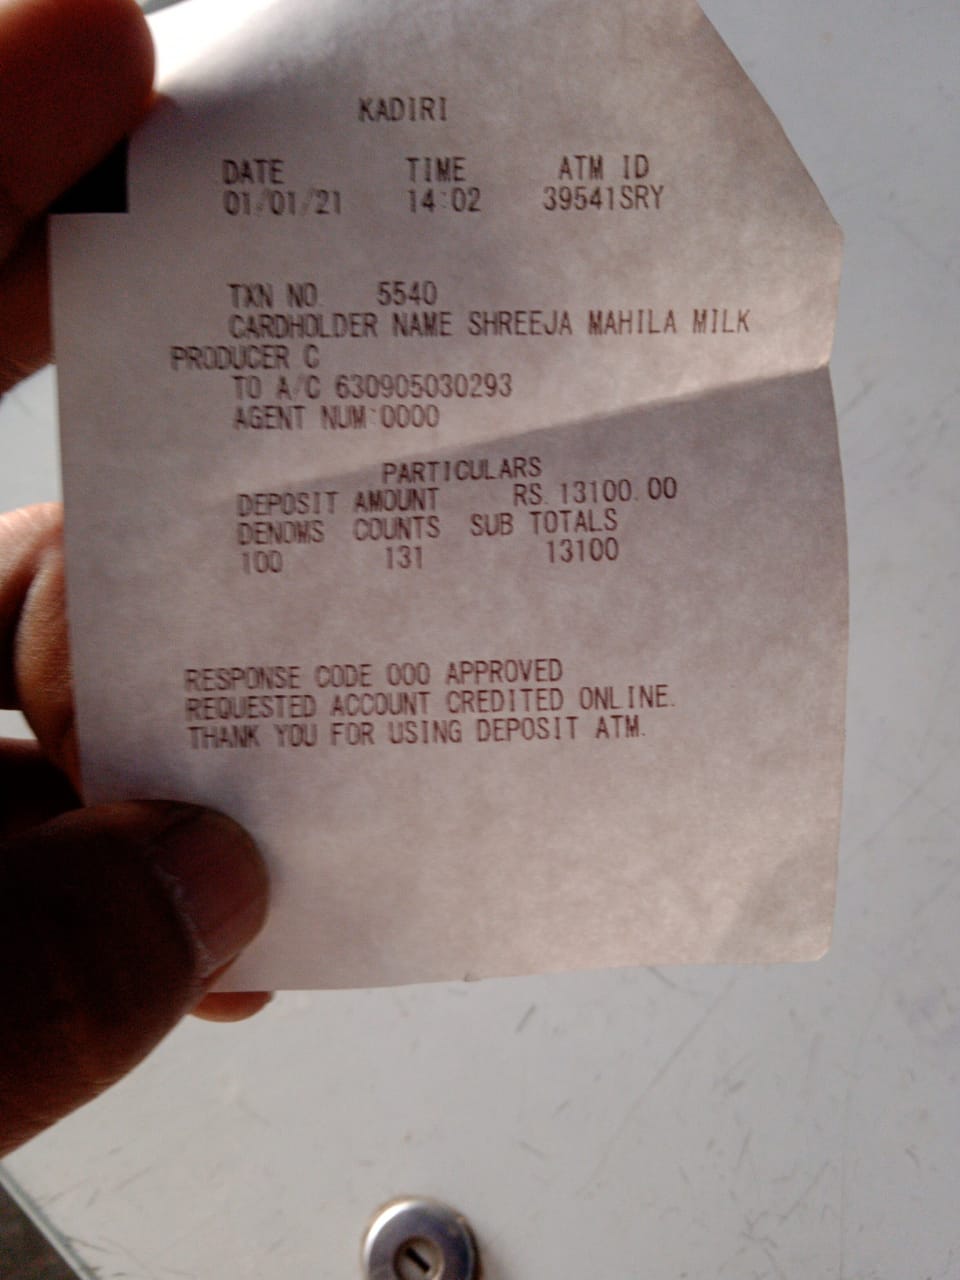 KADIRI
DATE TIME ATM ID
01/01/21 14:02 39541SRY
TXN NO. 5540
CARDHOLDER NAME SHREEJA MAHILA MILK
PRODUCER C
TO A/C 630905030293
AGENT NUM:0000
PARTICULARS
DEPOSIT AMOUNT RS.13100.00
DENOMS COUNTS SUB TOTALS
100 131 13100
RESPONSE CODE 000 APPROVED
REQUESTED ACCOUNT CREDITED ONLINE.
THANK YOU FOR USING DEPOSIT ATM.